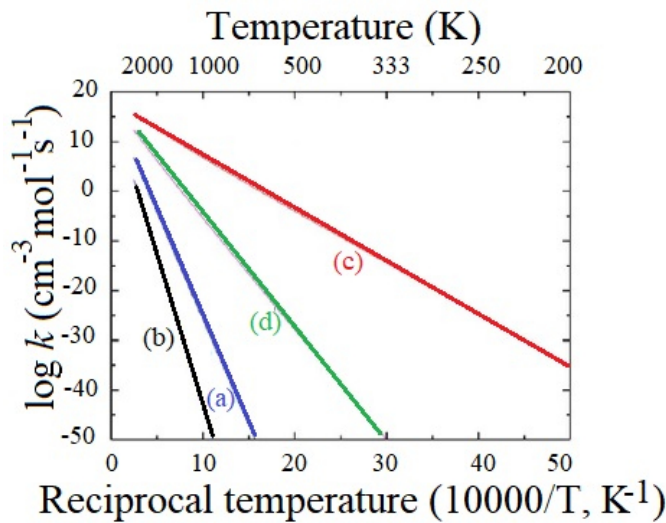 Temperature (K)
2000 1000 500 333 250 200
20
10
0
-10
-20
-30
-40
-50
log k (cm⁻³mol⁻¹s⁻¹)
(c)
(d)
(b)
(a)
0 10 20 30 40 50
Reciprocal temperature (10000/T, K⁻¹)